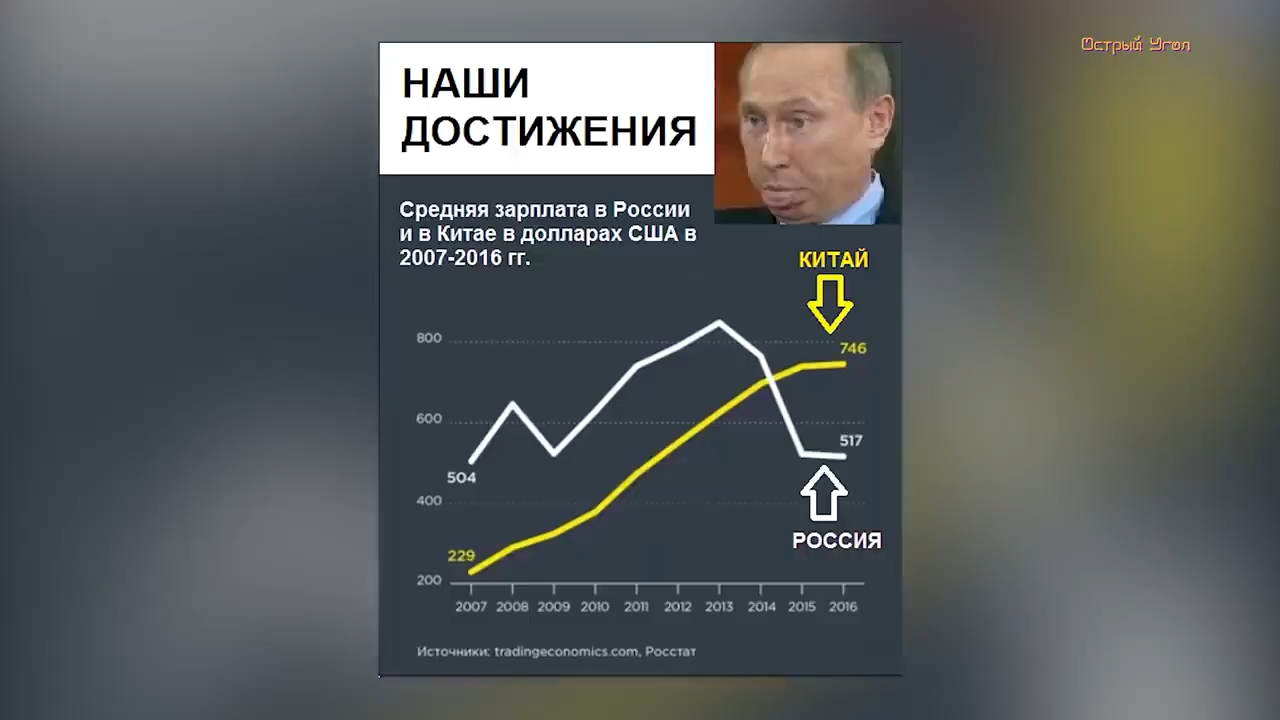 Острый Угол
НАШИ
ДОСТИЖЕНИЯ
Средняя зарплата в России
и в Китае в долларах США в
2007-2016 гг.
КИТАЙ
800
746
600
517
504
400
РОССИЯ
229
200
2007 2008 2009 2010 2011 2012 2013 2014 2015 2016
Источники: tradingeconomics.com, Росстат